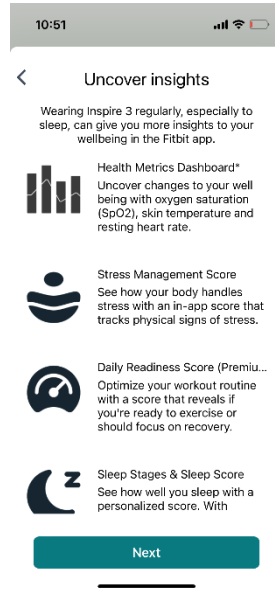 10:51
Uncover insights
Wearing Inspire 3 regularly, especially to
sleep, can give you more insights to your
wellbeing in the Fitbit app.
Health Metrics Dashboard*
Uncover changes to your well
being with oxygen saturation
(SpO2), skin temperature and
resting heart rate.
Stress Management Score
See how your body handles
stress with an in-app score that
tracks physical signs of stress.
Daily Readiness Score (Premiu...
Optimize your workout routine
with a score that reveals if
you're ready to exercise or
should focus on recovery.
Sleep Stages & Sleep Score
See how well you sleep with a
personalized score. With
Next